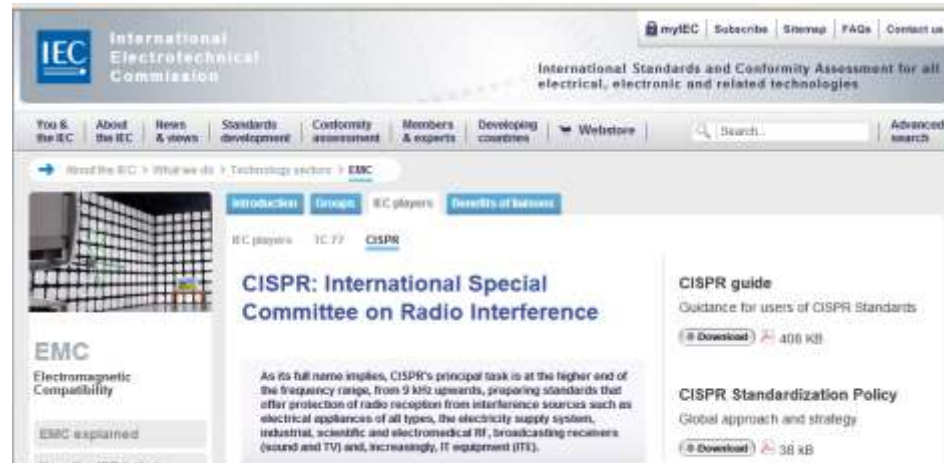 myIEC | Subscribe | Sitemap | FAQs | Contact us
IEC
International
Electrotechnical
Commission
International Standards and Conformity Assessment for all
electrical, electronic and related technologies
You &
the IEC
About
the IEC
News
& views
Standards
development
Conformity
assessment
Members
& experts
Developing
countries
Webstore
Search...
Advanced
search
About the IEC > What we do > Technology sectors > EMC
Introduction Groups IEC players Benefits of liaisons
IEC players TC 77 CISPR
CISPR: International Special
Committee on Radio Interference
As its full name implies, CISPR's principal task is at the higher end of
the frequency range, from 9 kHz upwards, preparing standards that
offer protection of radio reception from interference sources such as
electrical appliances of all types, the electricity supply system,
industrial, scientific and electromedical RF, broadcasting receivers
(sound and TV) and, increasingly, IT equipment (ITE).
CISPR guide
Guidance for users of CISPR Standards
Download 408 KB
CISPR Standardization Policy
Global approach and strategy
Download 38 KB
EMC
Electromagnetic
Compatibility
EMC explained